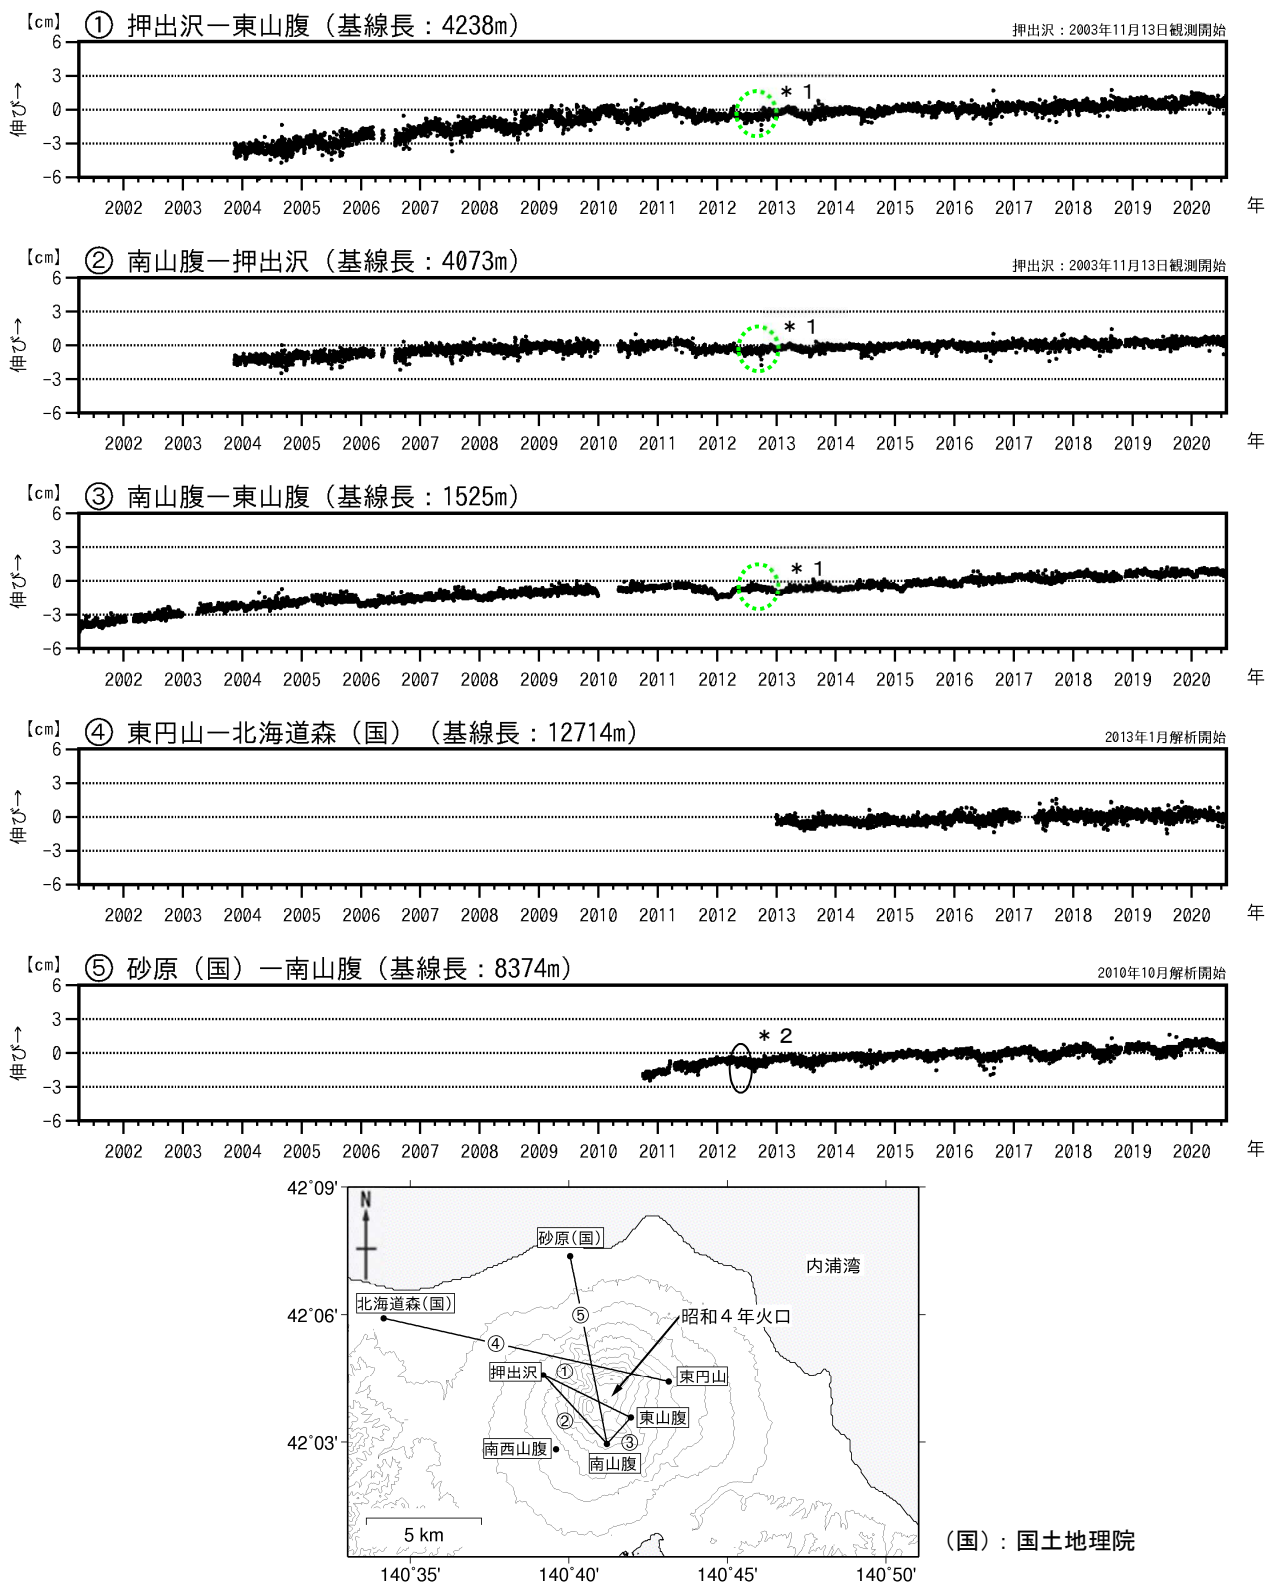 【cm】 ① 押出沢ー東山腹（基線長：4238m） 押出沢：2003年11月13日観測開始
6
3
0
-3
-6
伸び→
＊1
2002 2003 2004 2005 2006 2007 2008 2009 2010 2011 2012 2013 2014 2015 2016 2017 2018 2019 2020 年
【cm】 ② 南山腹ー押出沢（基線長：4073m） 押出沢：2003年11月13日観測開始
6
3
0
-3
-6
伸び→
＊1
2002 2003 2004 2005 2006 2007 2008 2009 2010 2011 2012 2013 2014 2015 2016 2017 2018 2019 2020 年
【cm】 ③ 南山腹ー東山腹（基線長：1525m）
6
3
0
-3
-6
伸び→
＊1
2002 2003 2004 2005 2006 2007 2008 2009 2010 2011 2012 2013 2014 2015 2016 2017 2018 2019 2020 年
【cm】 ④ 東円山ー北海道森（国）（基線長：12714m） 2013年1月解析開始
6
3
0
-3
-6
伸び→
2002 2003 2004 2005 2006 2007 2008 2009 2010 2011 2012 2013 2014 2015 2016 2017 2018 2019 2020 年
【cm】 ⑤ 砂原（国）ー南山腹（基線長：8374m） 2010年10月解析開始
6
3
0
-3
-6
伸び→
＊2
2002 2003 2004 2005 2006 2007 2008 2009 2010 2011 2012 2013 2014 2015 2016 2017 2018 2019 2020 年
42°09'
N
砂原(国)
内浦湾
北海道森(国)
42°06'
⑤
昭和４年火口
④
押出沢
①
東円山
②
東山腹
42°03'
③
南西山腹
南山腹
5 km
（国）：国土地理院
140°35' 140°40' 140°45' 140°50'